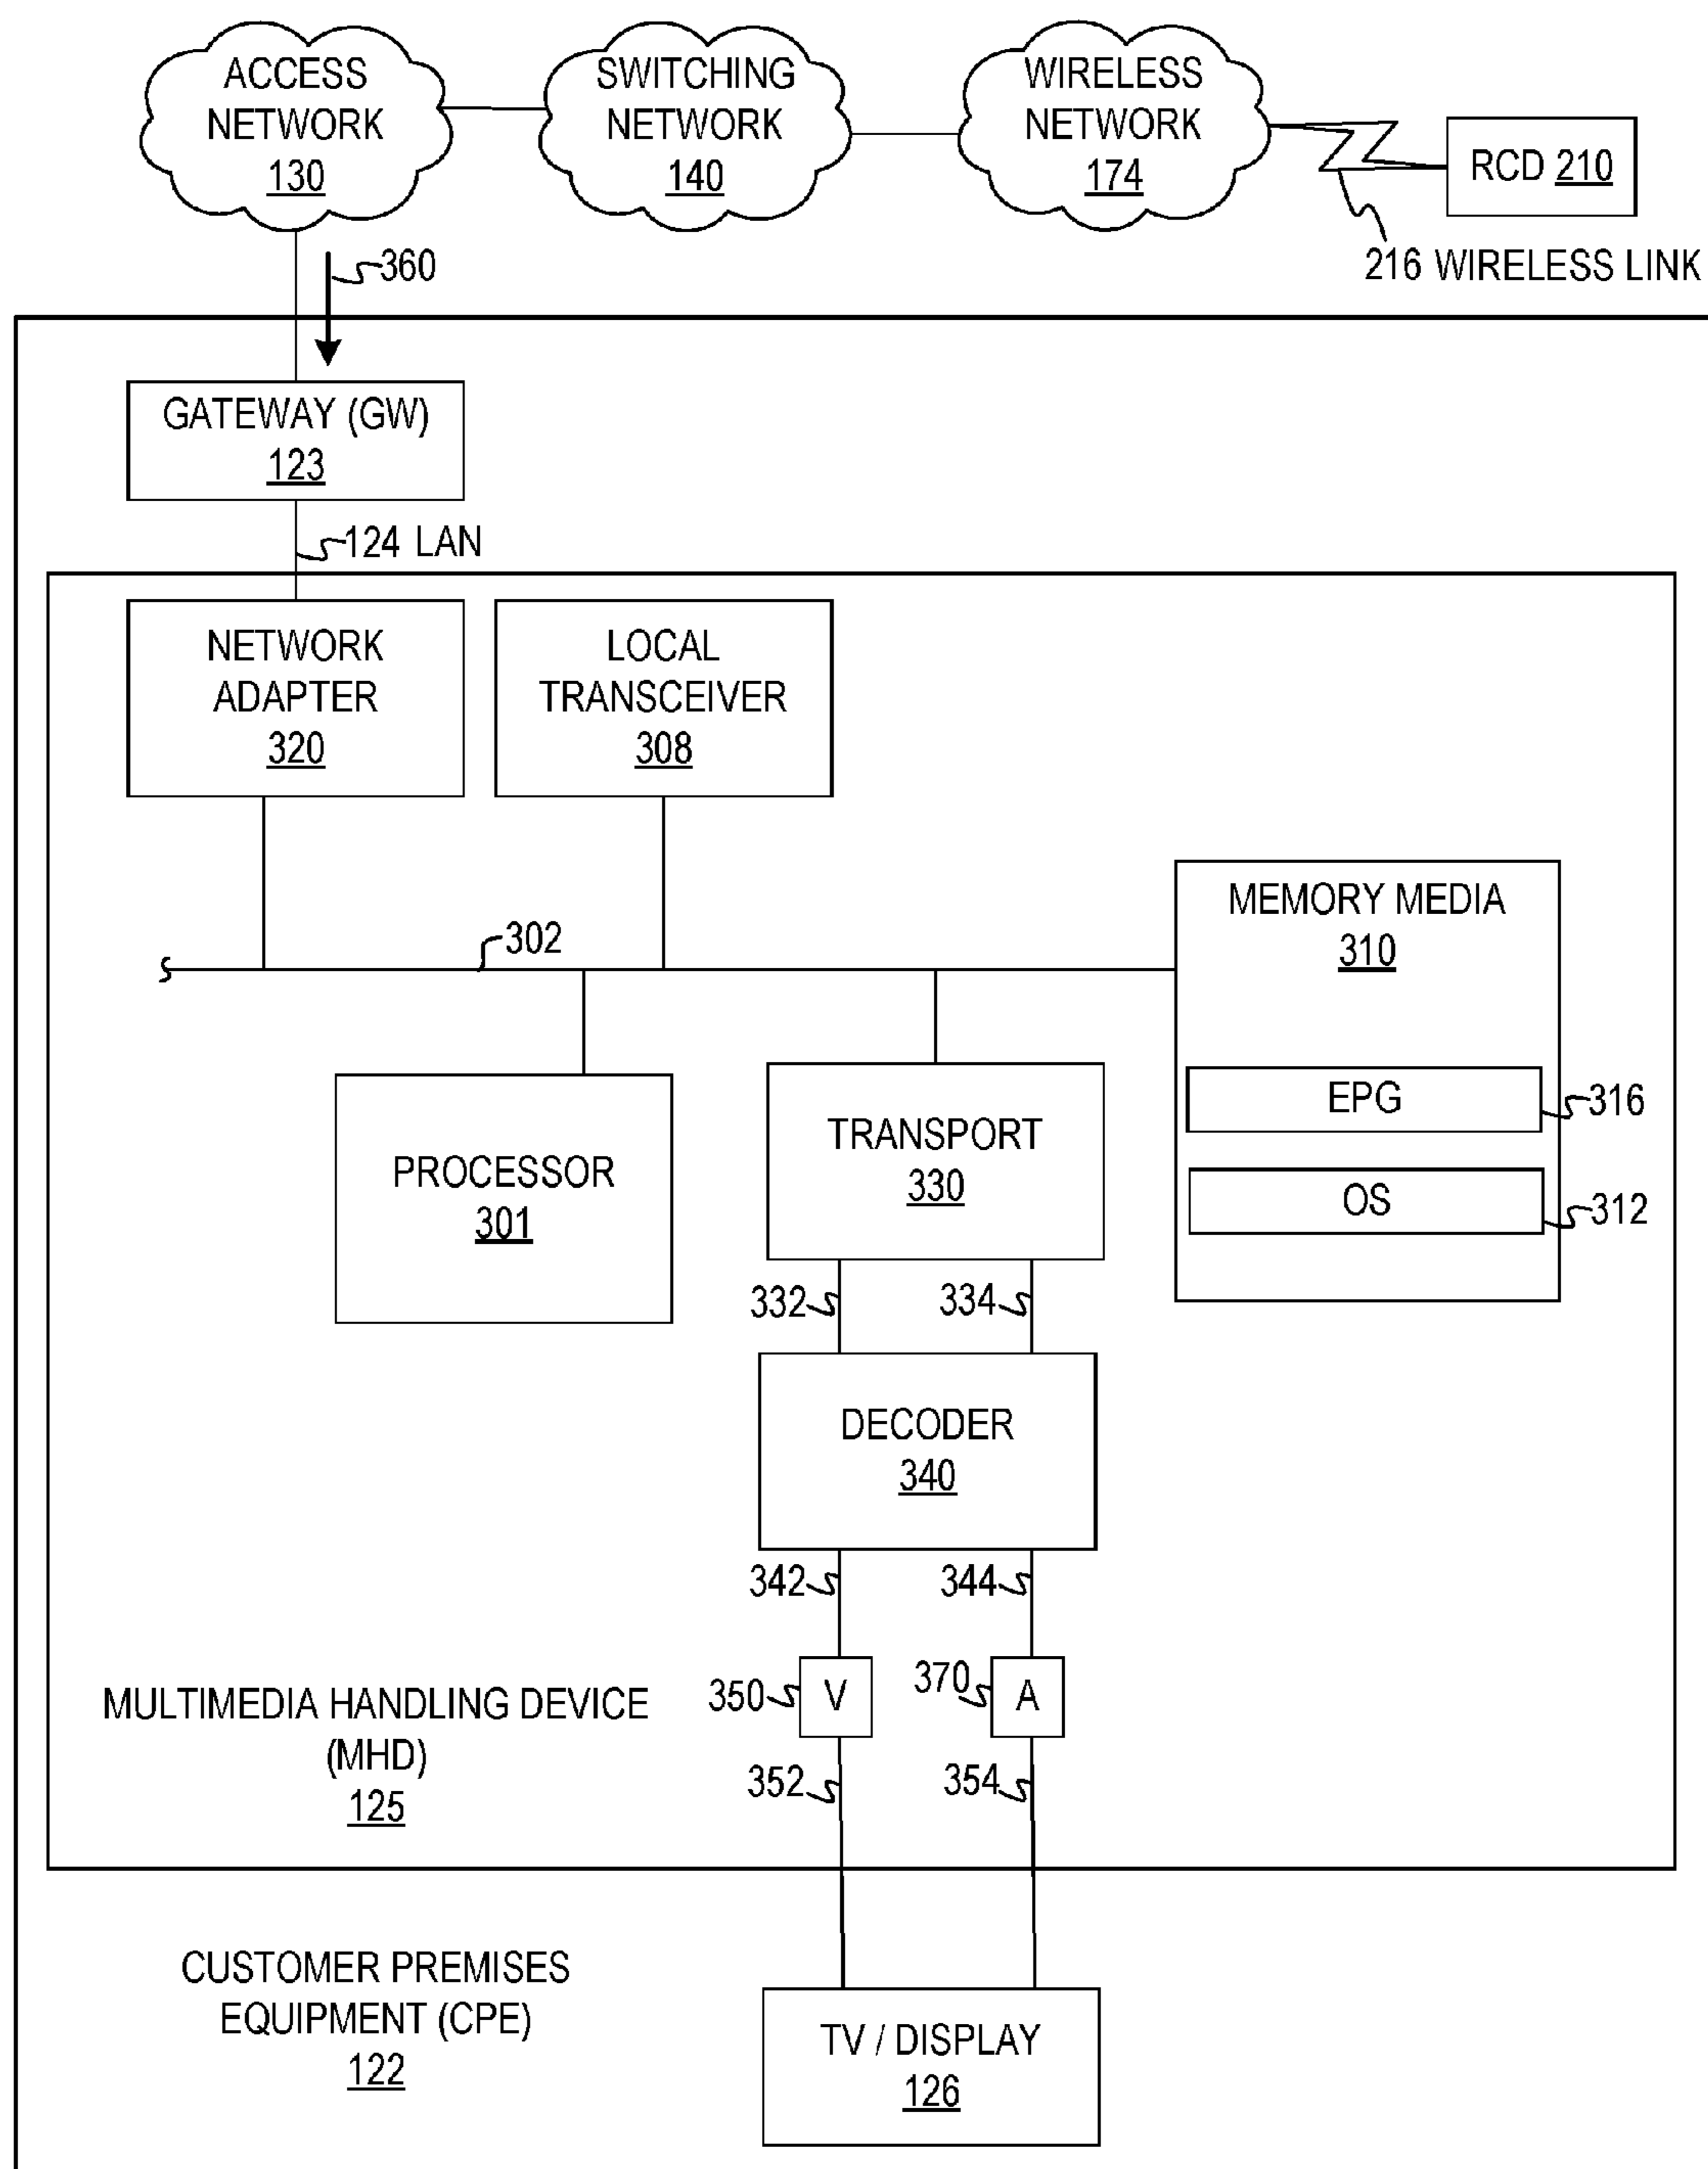 ACCESS
NETWORK
130
SWITCHING
NETWORK
140
WIRELESS
NETWORK
174
RCD 210
216 WIRELESS LINK
360
GATEWAY (GW)
123
124 LAN
NETWORK
ADAPTER
320
LOCAL
TRANSCEIVER
308
302
MEMORY MEDIA
310
EPG
316
OS
312
PROCESSOR
301
TRANSPORT
330
332
334
DECODER
340
342
344
350
V
370
A
352
354
MULTIMEDIA HANDLING DEVICE
(MHD)
125
CUSTOMER PREMISES
EQUIPMENT (CPE)
122
TV / DISPLAY
126